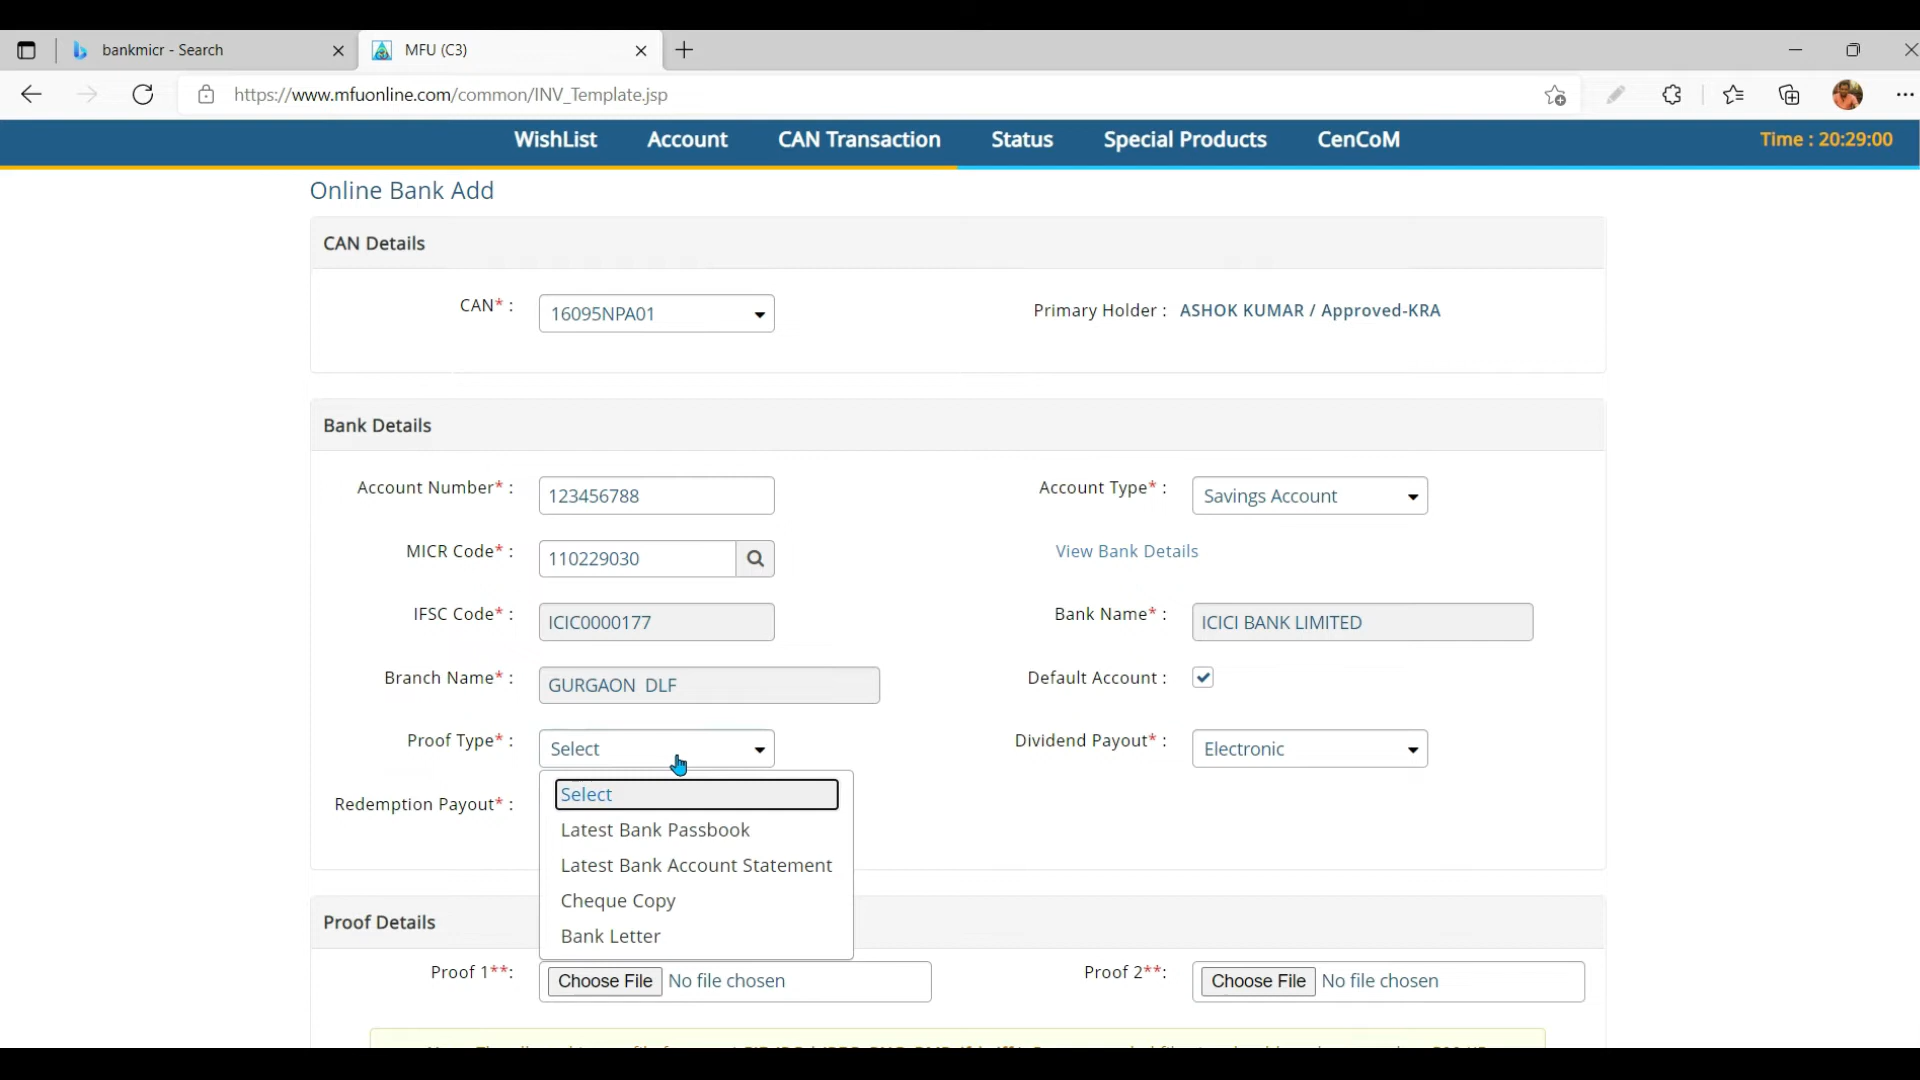 bankmicr - Search
MFU (C3)
https://www.mfuonline.com/common/INV_Template.jsp
WishList Account CAN Transaction Status Special Products CenCoM Time : 20:29:00
Online Bank Add
CAN Details
CAN* : 16095NPA01 Primary Holder : ASHOK KUMAR / Approved-KRA
Bank Details
Account Number* : 123456788 Account Type* : Savings Account
MICR Code* : 110229030 View Bank Details
IFSC Code* : ICIC0000177 Bank Name* : ICICI BANK LIMITED
Branch Name* : GURGAON DLF Default Account :
Proof Type* : Select Dividend Payout* : Electronic
Select
Redemption Payout* :
Latest Bank Passbook
Latest Bank Account Statement
Cheque Copy
Proof Details
Bank Letter
Proof 1**: Choose File No file chosen Proof 2**: Choose File No file chosen